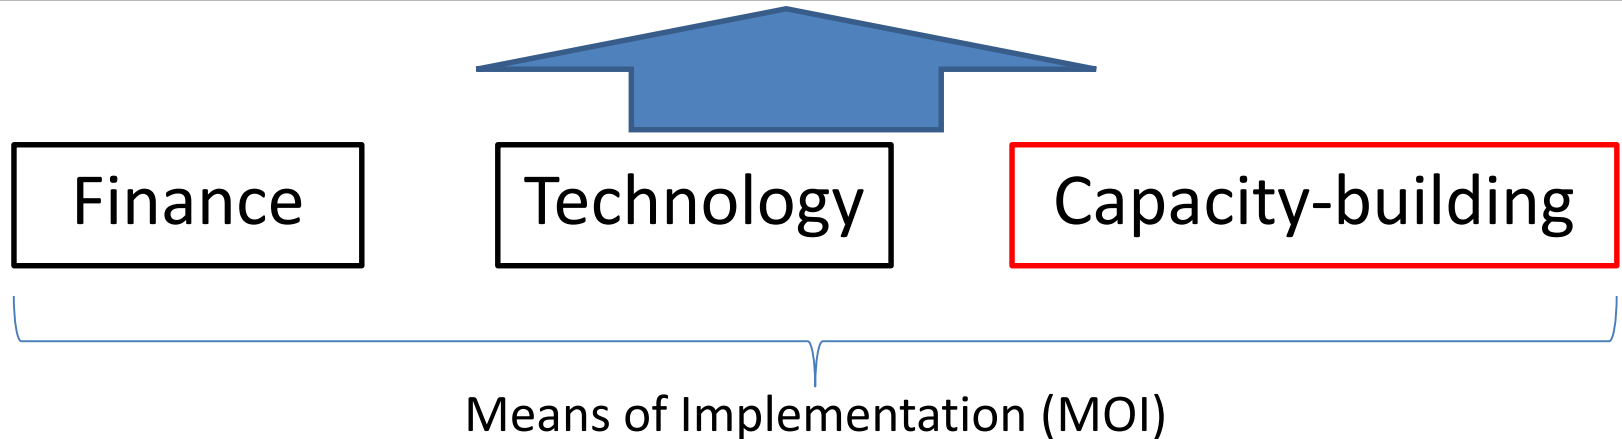 Finance
Technology
Capacity-building
Means of Implementation (MOI)